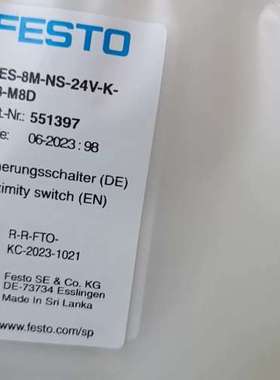 FESTO
ES-8M-NS-24V-K-
-M8D
t-Nr.: 551397
e: 06-2023 : 98
erungsschalter (DE)
ximity switch (EN)
R-R-FTO-
KC-2023-1021
Festo SE & Co. KG
DE-73734 Esslingen
Made In Sri Lanka
www.festo.com/sp